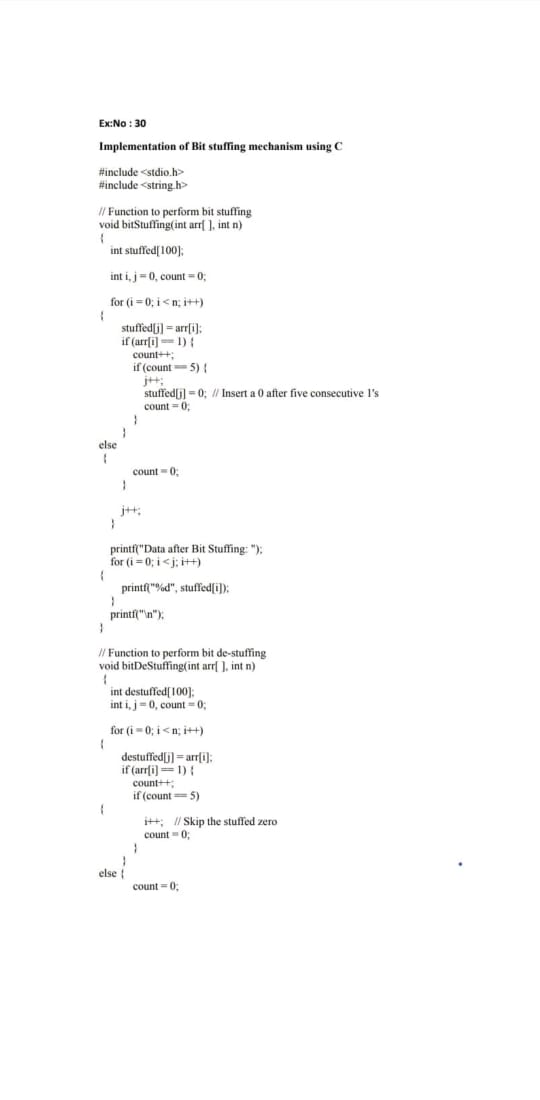 Ex:No : 30
Implementation of Bit stuffing mechanism using C
#include <stdio.h>
#include <string.h>
// Function to perform bit stuffing
void bitStuffing(int arr[ ], int n)
{
int stuffed[100];
int i, j = 0, count = 0;
for (i = 0; i < n; i++)
{
stuffed[j] = arr[i];
if (arr[i] == 1) {
count++;
if (count == 5) {
j++;
stuffed[j] = 0; // Insert a 0 after five consecutive 1's
count = 0;
}
}
else
{
count = 0;
}
j++;
}
printf("Data after Bit Stuffing: ");
for (i = 0; i < j; i++)
{
printf("%d", stuffed[i]);
}
printf("\n");
}
// Function to perform bit de-stuffing
void bitDeStuffing(int arr[ ], int n)
{
int destuffed[100];
int i, j = 0, count = 0;
for (i = 0; i < n; i++)
{
destuffed[j] = arr[i];
if (arr[i] == 1) {
count++;
if (count == 5)
{
i++; // Skip the stuffed zero
count = 0;
}
}
else {
count = 0;